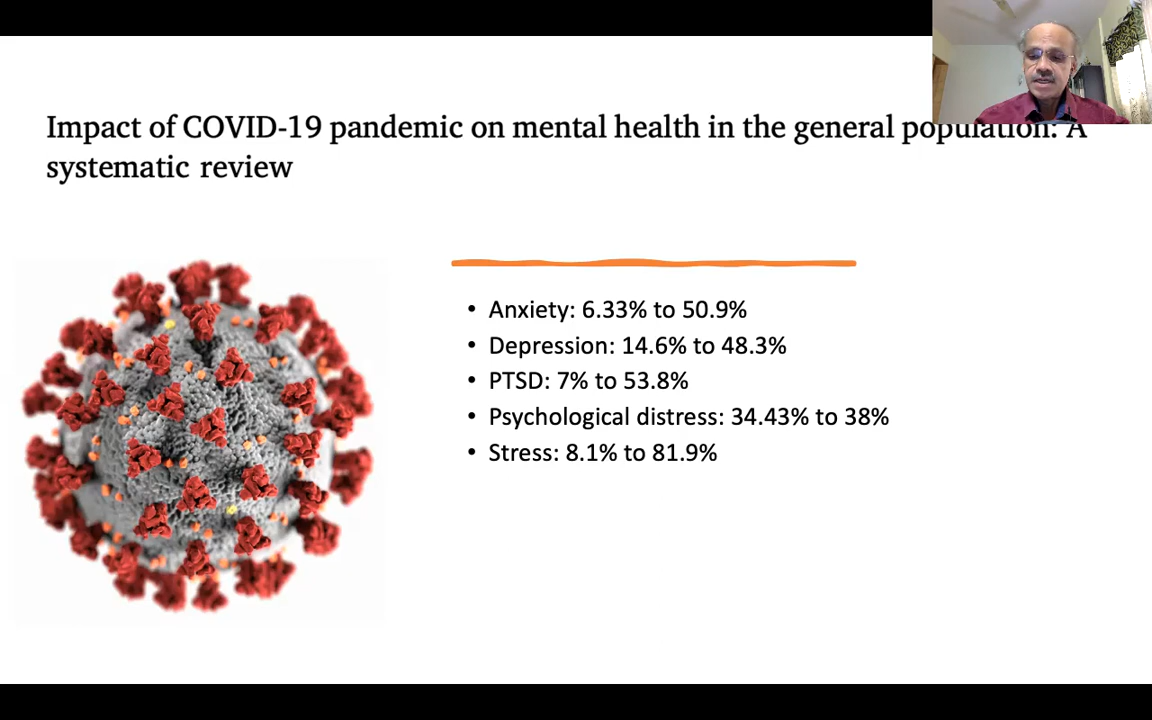 Impact of COVID-19 pandemic on mental health in the general population: A
systematic review
• Anxiety: 6.33% to 50.9%
• Depression: 14.6% to 48.3%
• PTSD: 7% to 53.8%
• Psychological distress: 34.43% to 38%
• Stress: 8.1% to 81.9%